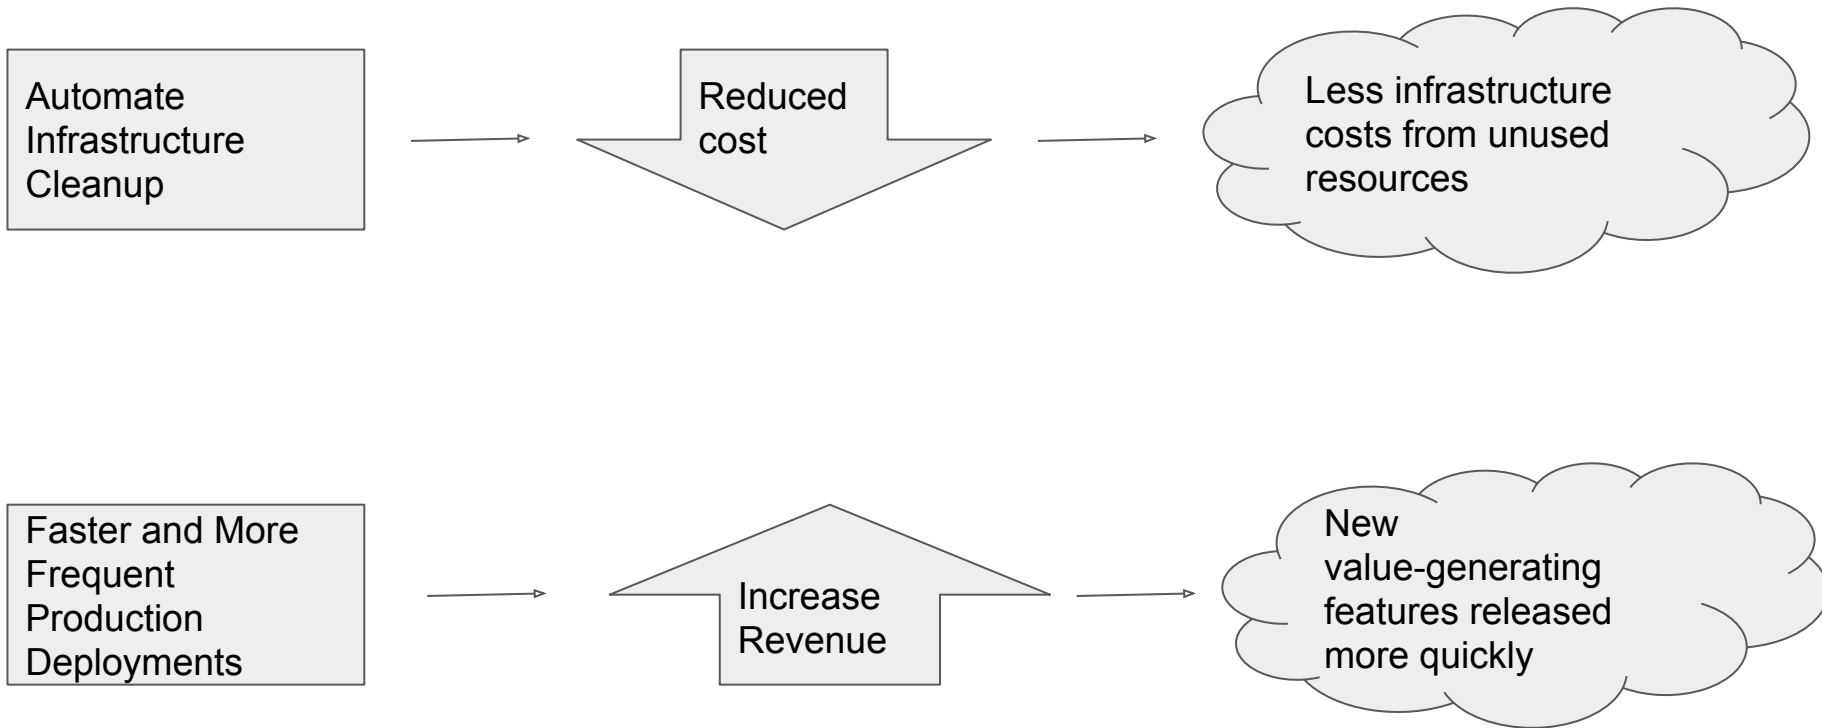 Automate
Infrastructure
Cleanup
Reduced
cost
Less infrastructure
costs from unused
resources
Faster and More
Frequent
Production
Deployments
Increase
Revenue
New
value-generating
features released
more quickly